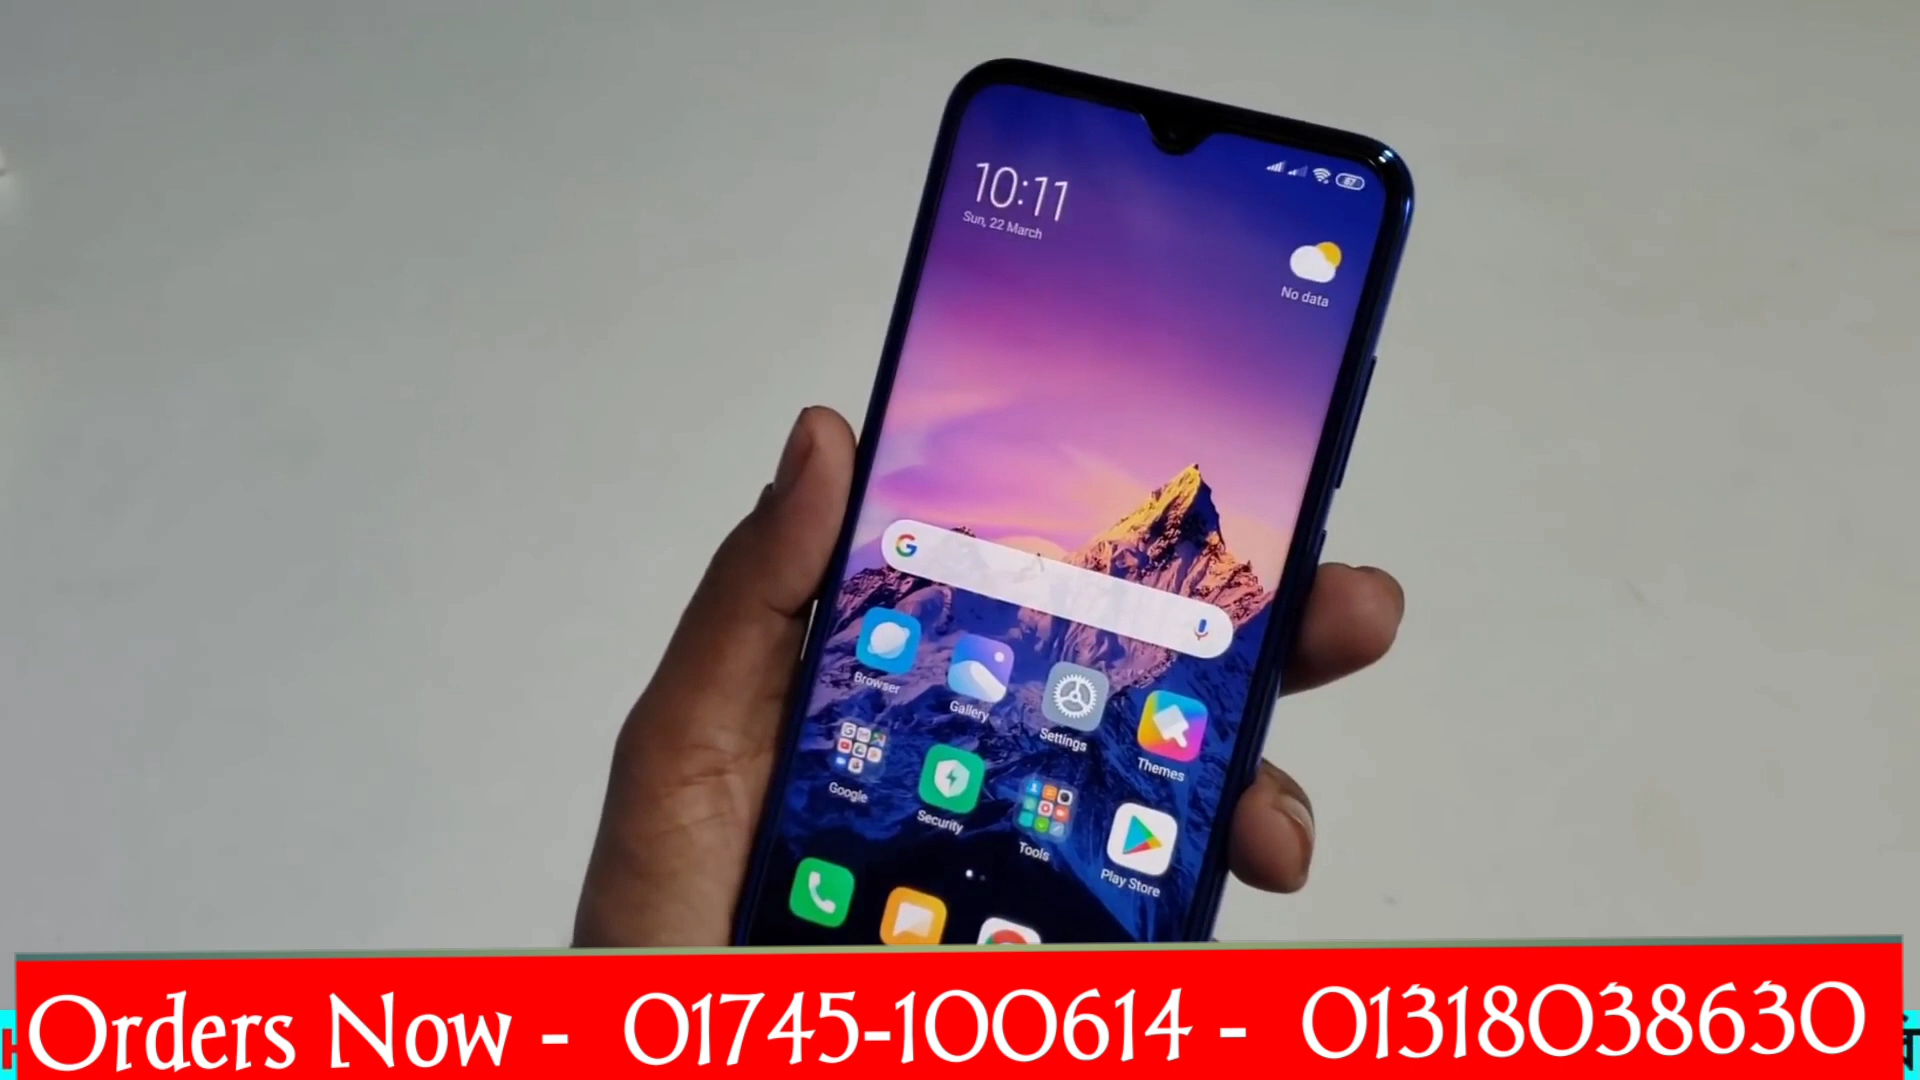 10:11
Sun, 22 March
67
No data
G
Browser
Gallery
Settings
Themes
Google
Security
Tools
Play Store
Orders Now - 01745-100614 - 01318038630